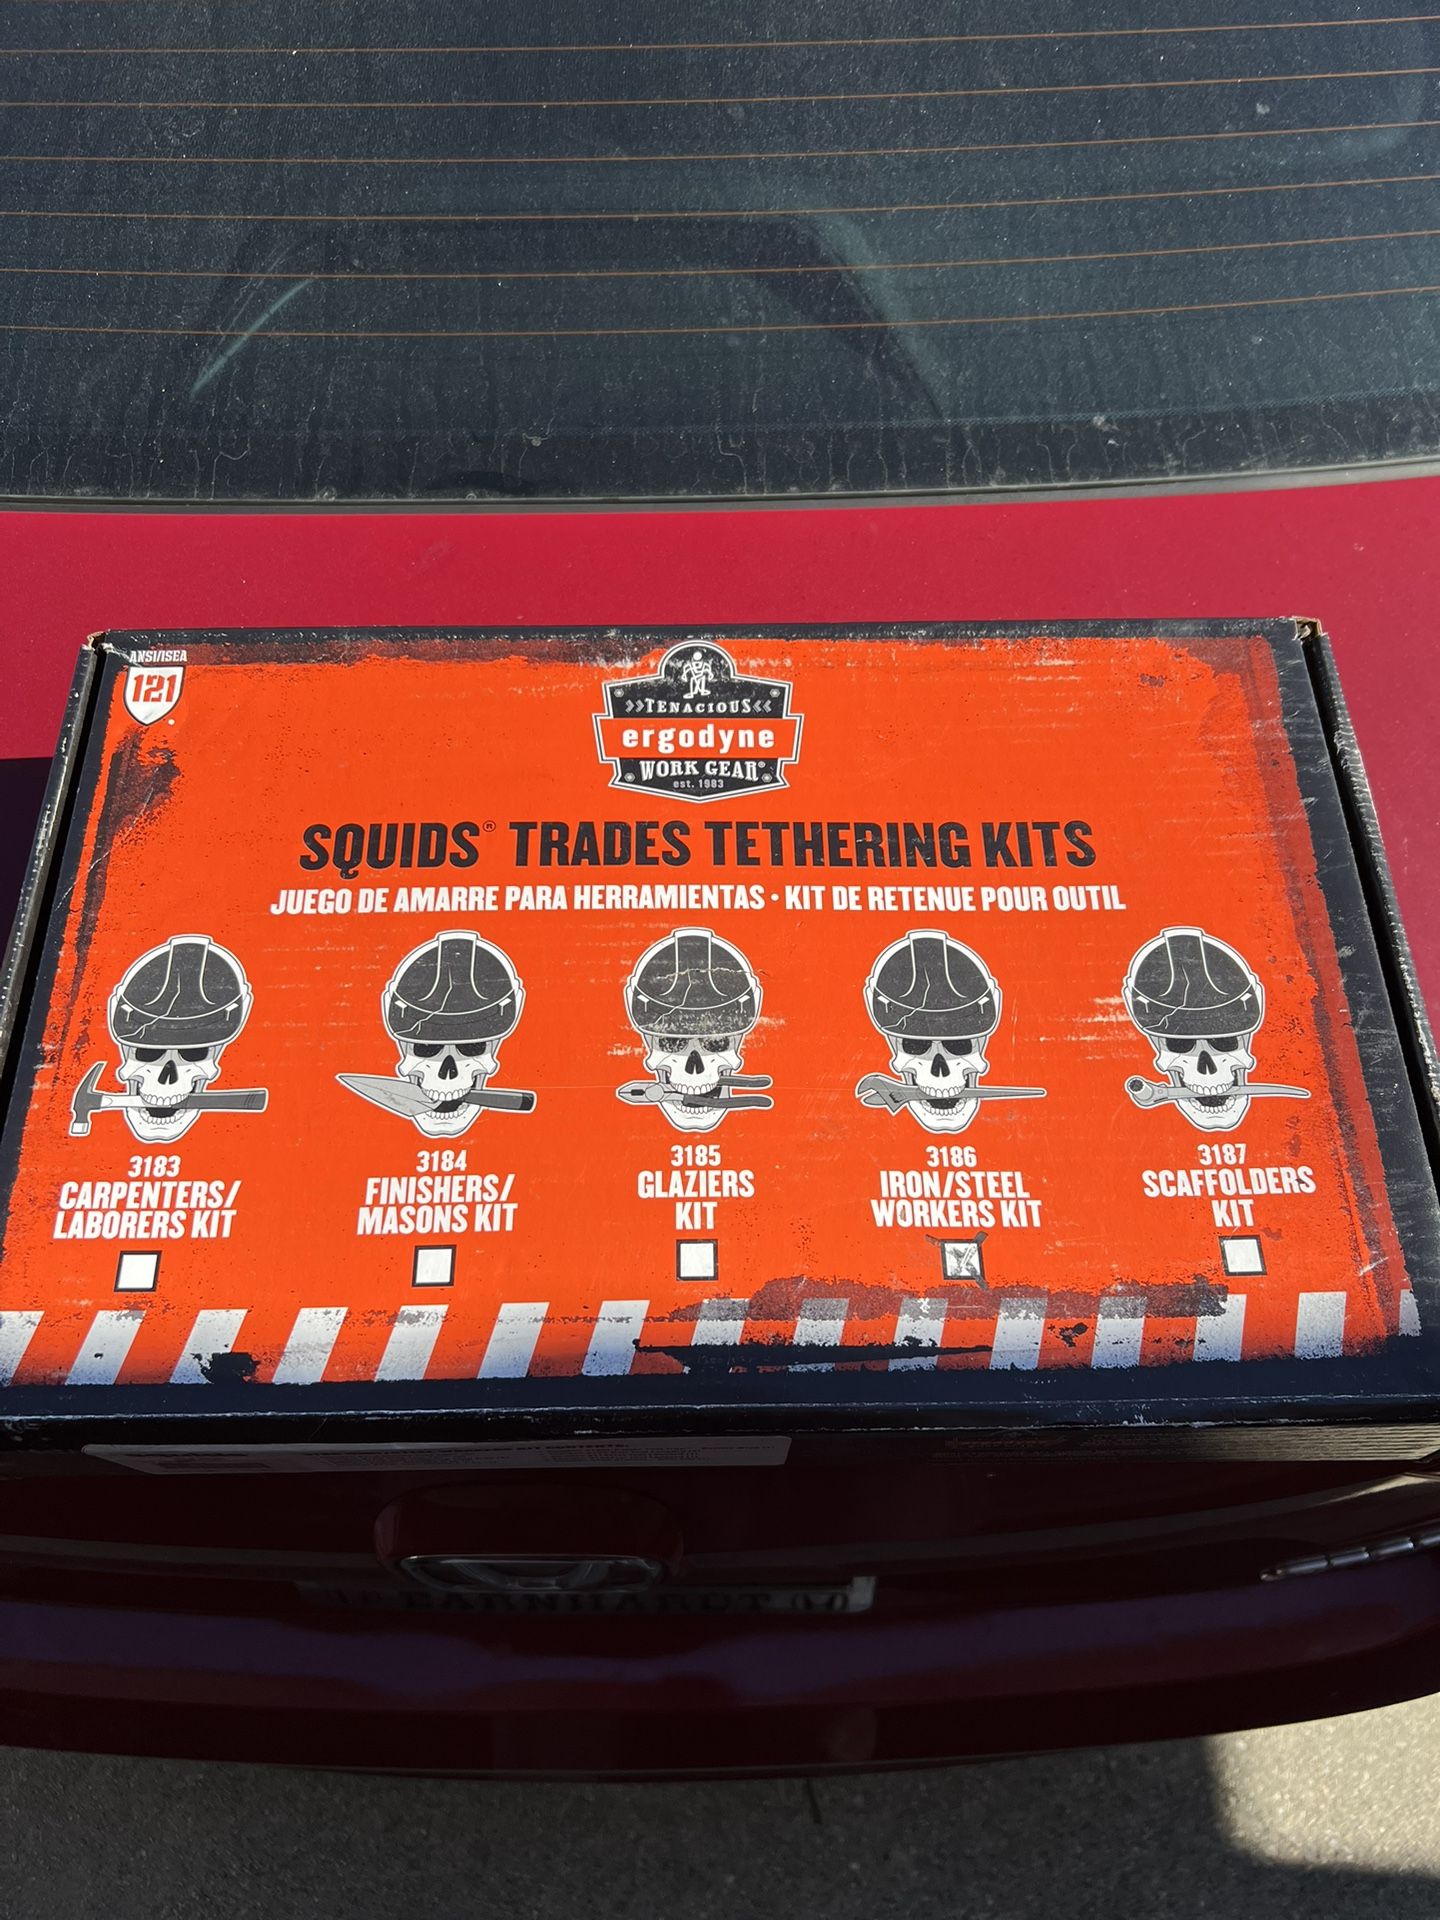 ANSI/ISEA
121
TENACIOUS
ergodyne
WORK GEAR®
est. 1983
SQUIDS® TRADES TETHERING KITS
JUEGO DE AMARRE PARA HERRAMIENTAS • KIT DE RETENUE POUR OUTIL
3183
CARPENTERS/
LABORERS KIT
3184
FINISHERS/
MASONS KIT
3185
GLAZIERS
KIT
3186
IRON/STEEL
WORKERS KIT
3187
SCAFFOLDERS
KIT
EARNHARDT